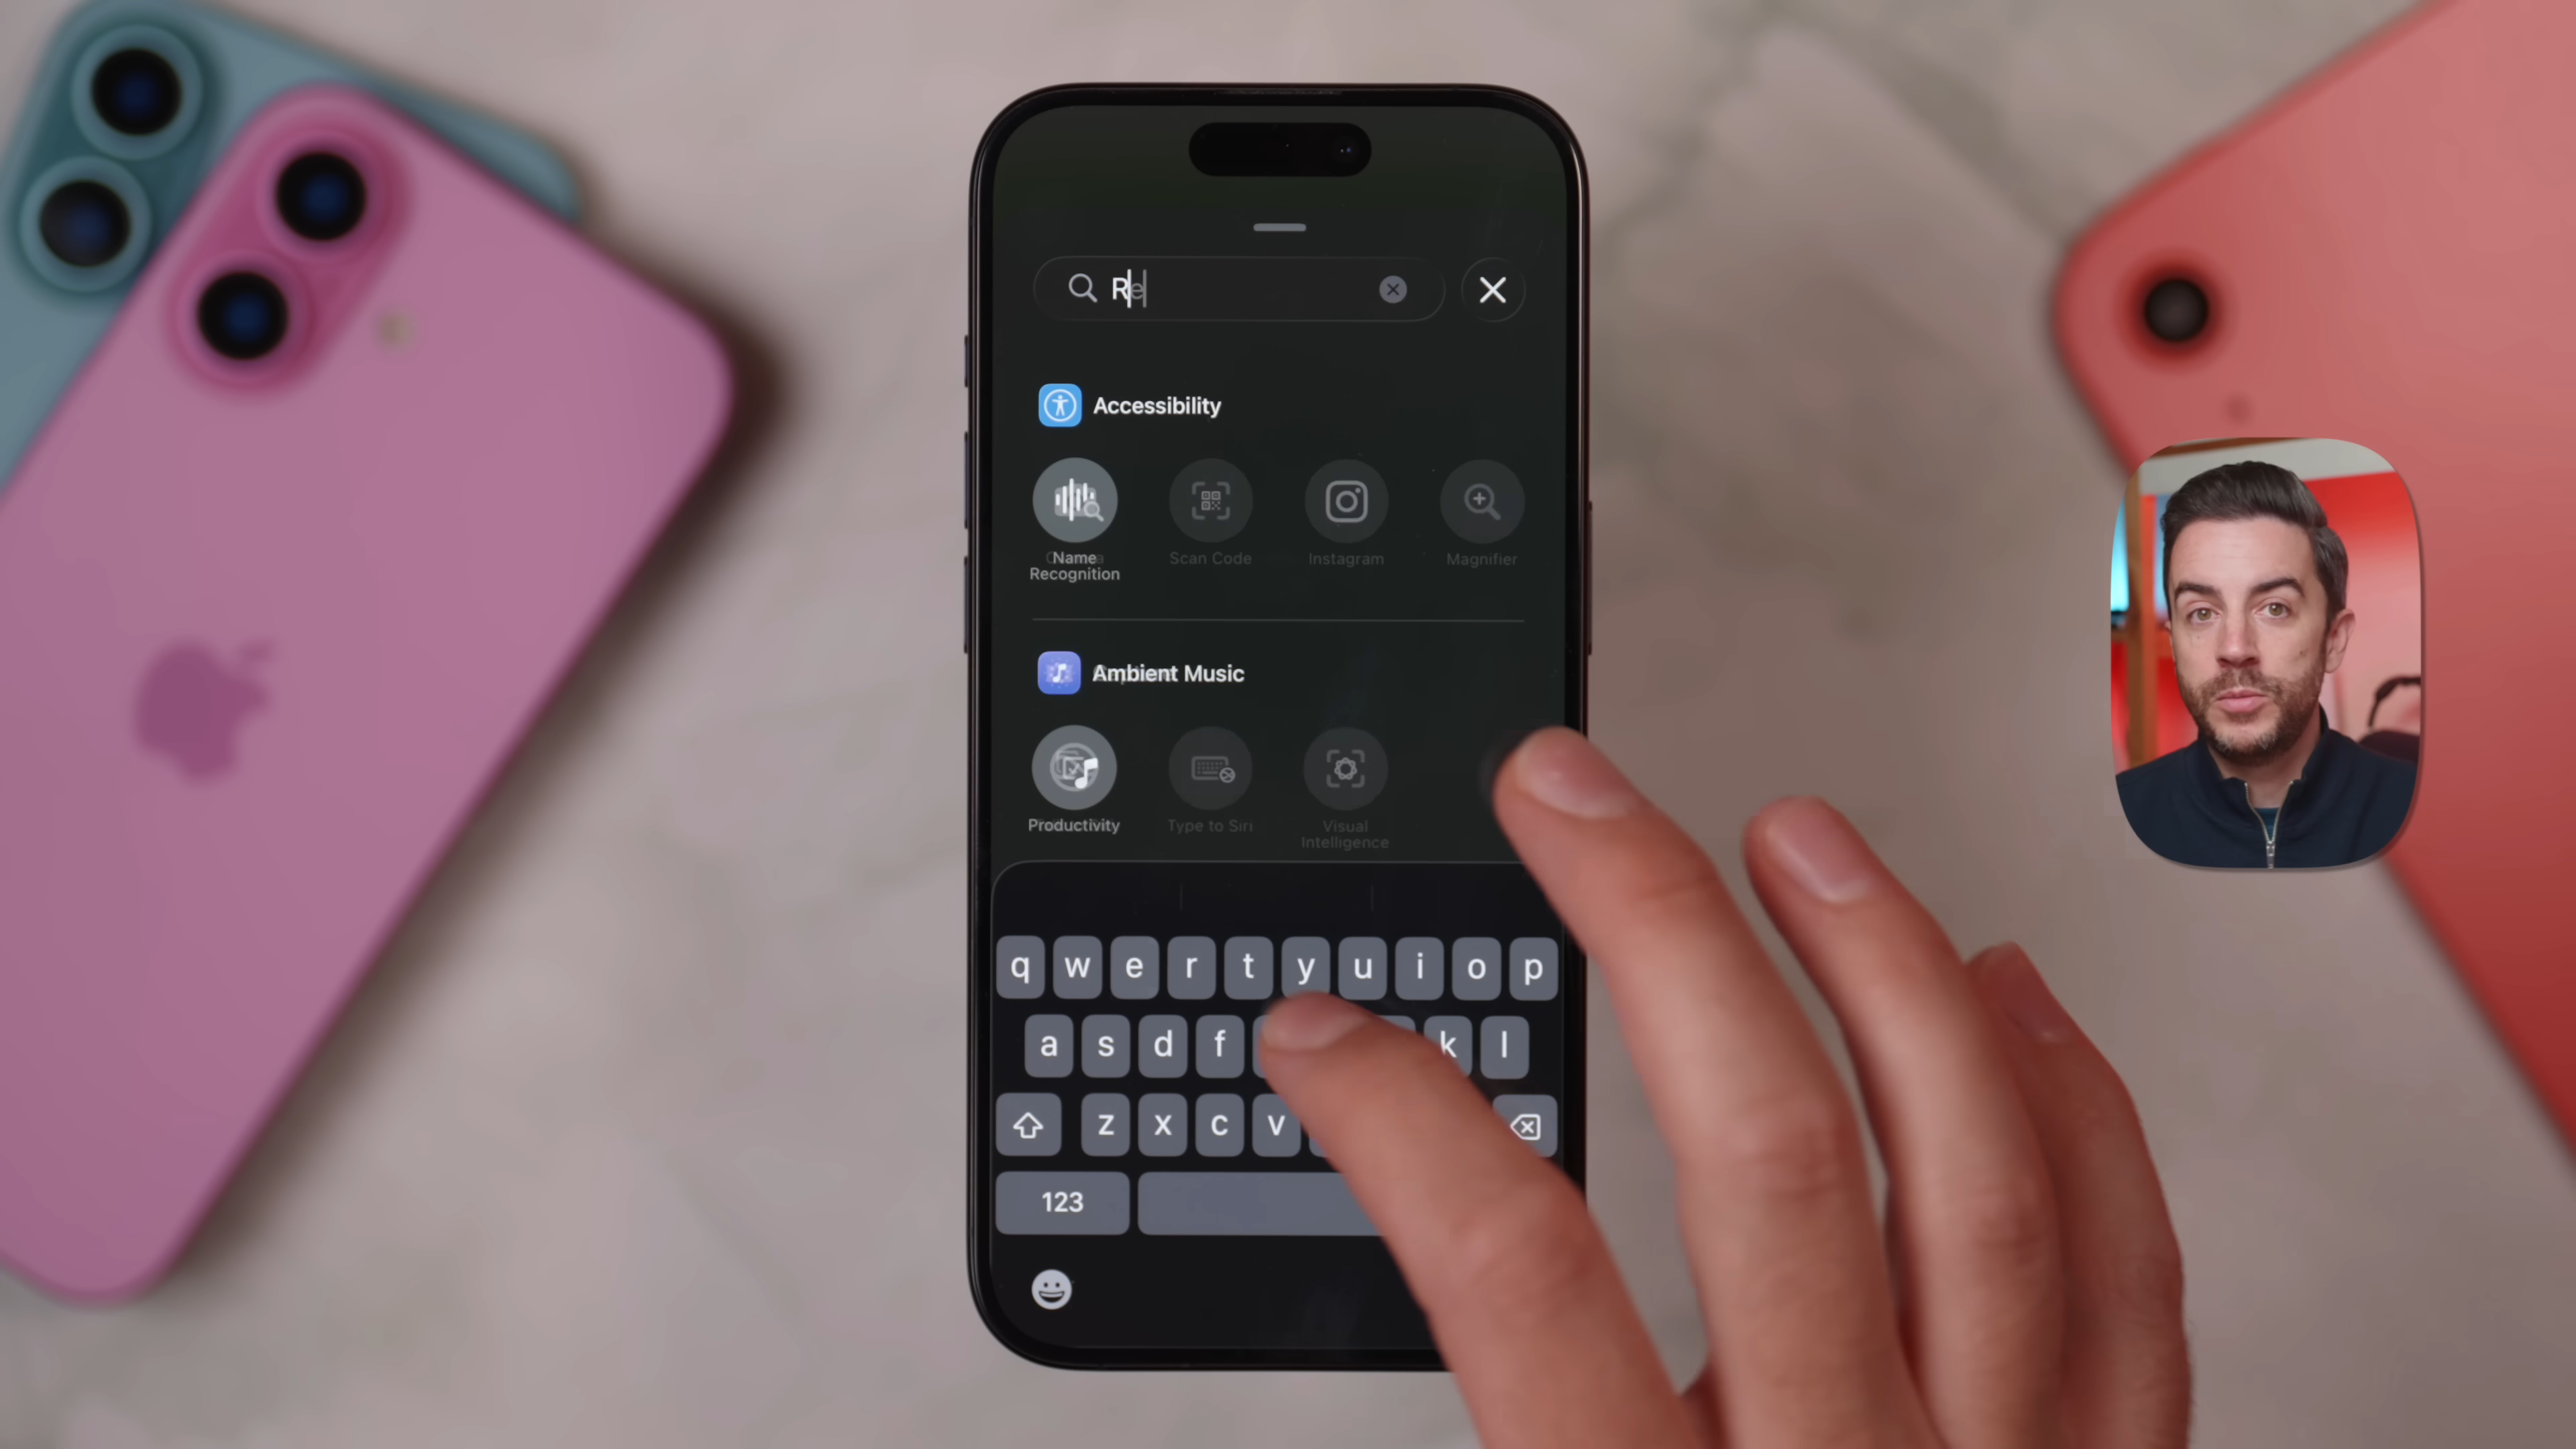 Re
Accessibility
Name Recognition
Scan Code
Instagram
Magnifier
Ambient Music
Productivity
Type to Siri
Visual Intelligence
q w e r t y u i o p
a s d f k l
z x c v
123